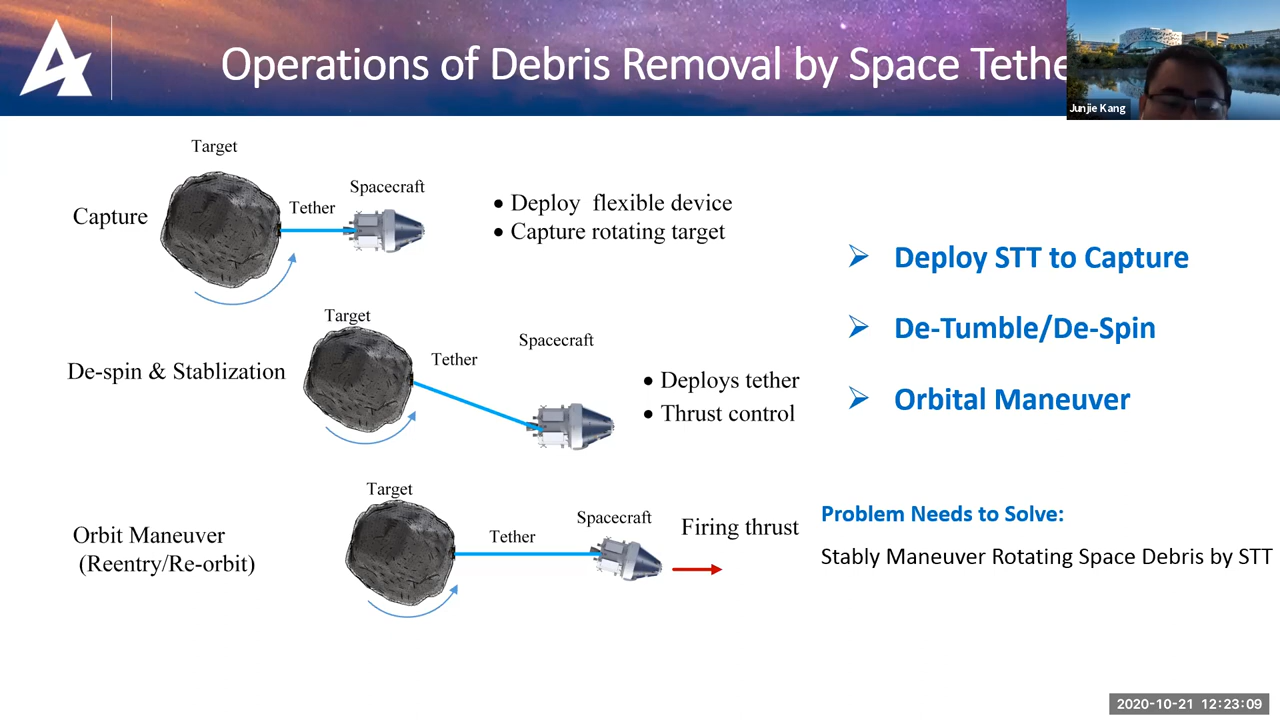 Operations of Debris Removal by Space Tethe
Junjie Kang
Target
Spacecraft
Tether
Capture
• Deploy flexible device
• Capture rotating target
Target
Spacecraft
Tether
De-spin & Stablization
• Deploys tether
• Thrust control
Target
Spacecraft
Tether
Firing thrust
Orbit Maneuver
(Reentry/Re-orbit)
➢ Deploy STT to Capture
➢ De-Tumble/De-Spin
➢ Orbital Maneuver
Problem Needs to Solve:
Stably Maneuver Rotating Space Debris by STT
2020-10-21 12:23:09